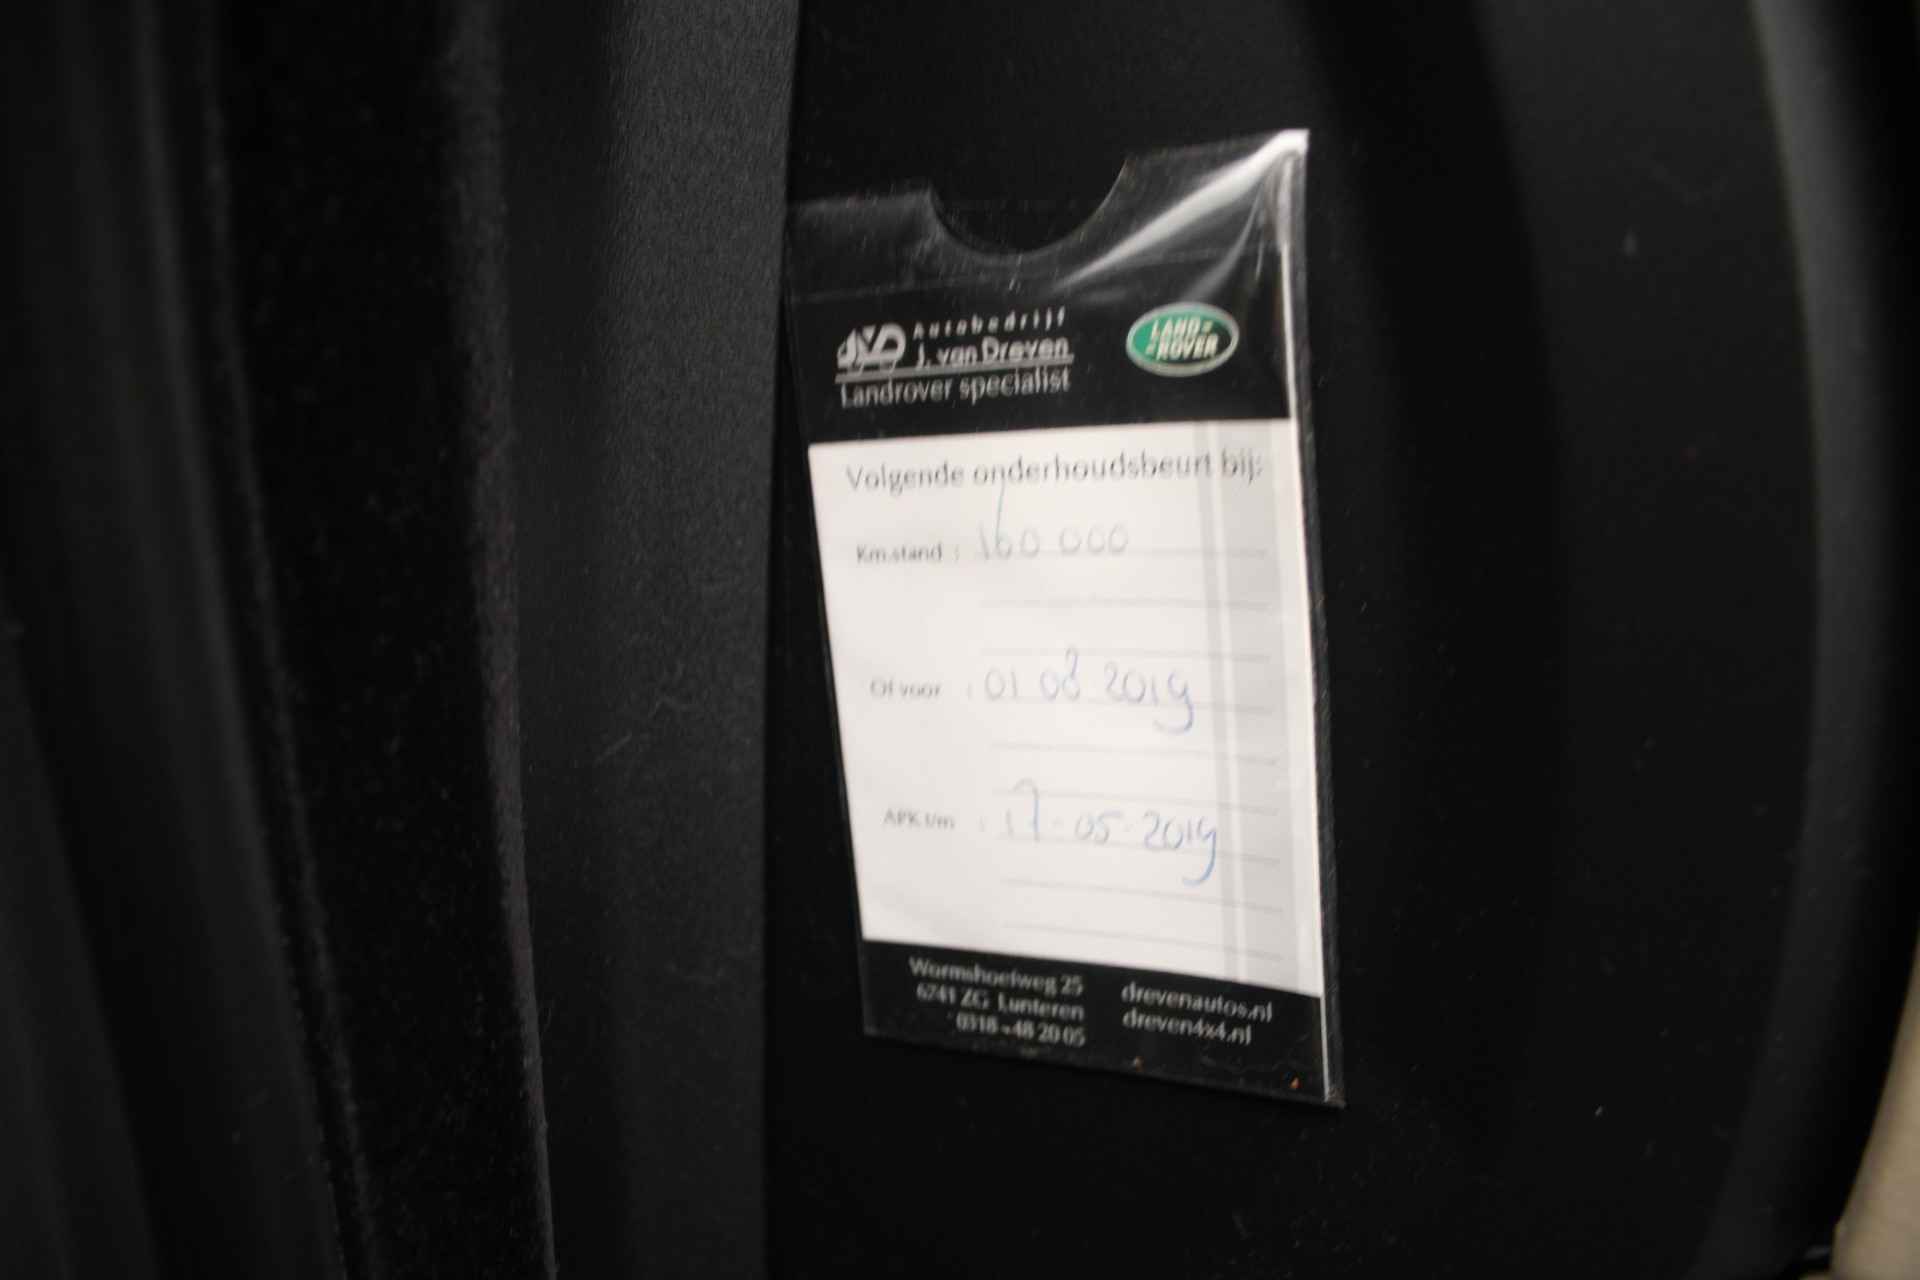 Autobedrijf
J. van Dreven
Landrover specialist
LAND
ROVER
Volgende onderhoudsbeurt bij:
Km.stand : 160 000
Of voor : 01 08 2019
APK t/m : 17-05-2019
Wormshoefweg 25
6741 ZG Lunteren
0318 - 48 20 05
drevenautos.nl
dreven4x4.nl